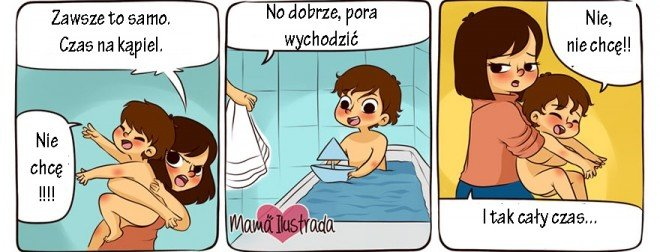 Zawsze to samo.
Czas na kąpiel.
Nie
chcę
!!!!
No dobrze, pora
wychodzić
Mamá Ilustrada
Nie,
nie chcę!!
I tak cały czas...